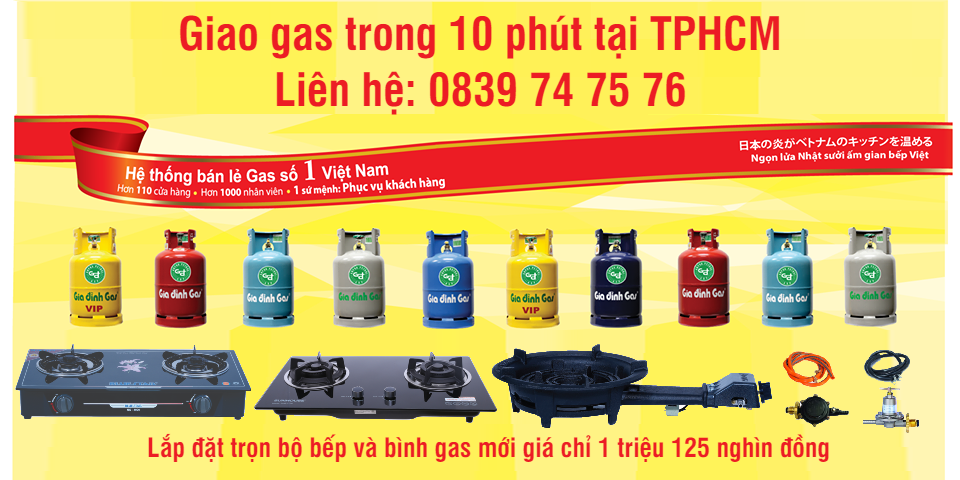 Giao gas trong 10 phút tại TPHCM
Liên hệ: 0839 74 75 76
日本の炎がベトナムのキッチンを温める
Ngọn lửa Nhật sưởi ấm gian bếp Việt
Hệ thống bán lẻ Gas số 1 Việt Nam
Hơn 110 cửa hàng • Hơn 1000 nhân viên • 1 sứ mệnh: Phục vụ khách hàng
Gia đình Gas
VIP
Gia đình Gas
Gia đình Gas
Gia đình Gas
Gia đình Gas
Gia đình Gas
VIP
Gia đình Gas
Gia đình Gas
Gia đình Gas
Gia đình Gas
Lắp đặt trọn bộ bếp và bình gas mới giá chỉ 1 triệu 125 nghìn đồng